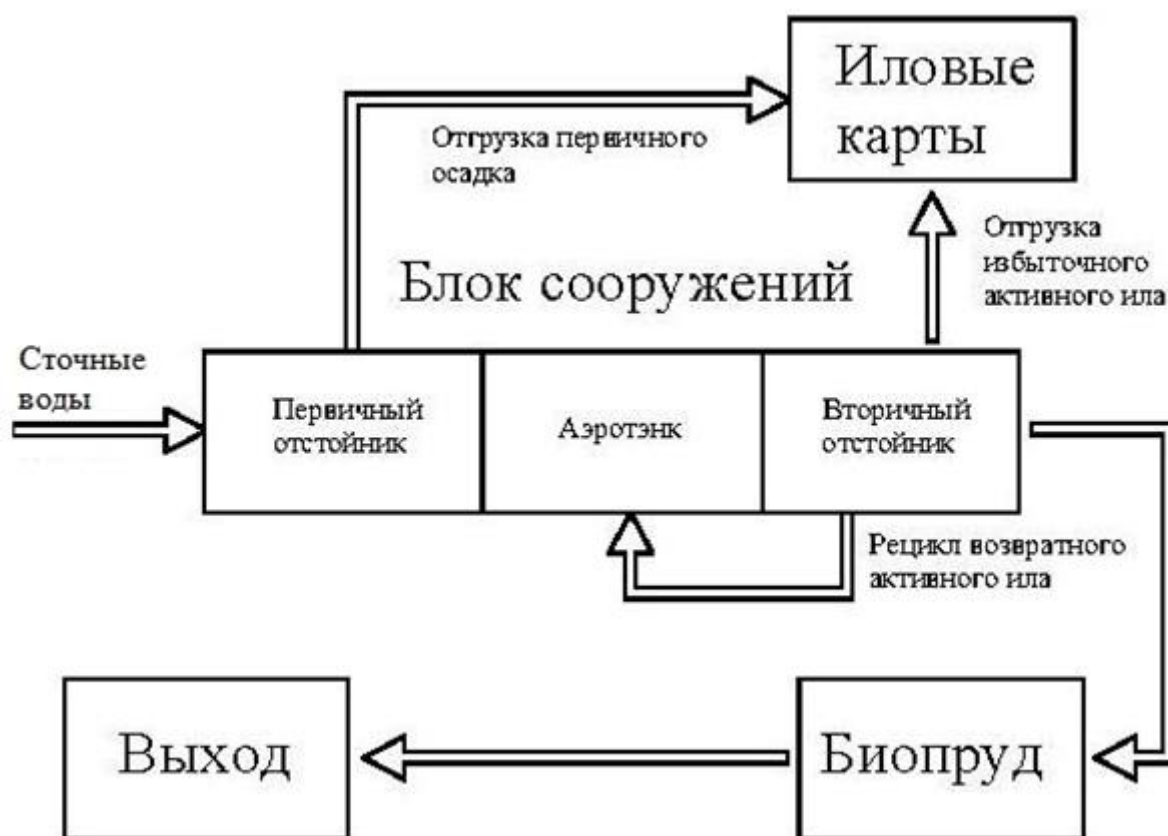 Иловые
карты
Отгрузка первичного
осадка
Отгрузка
избыточного
активного ила
Блок сооружений
Сточные
воды
Первичный
отстойник
Аэротэнк
Вторичный
отстойник
Рецикл возвратного
активного ила
Выход
Биопруд